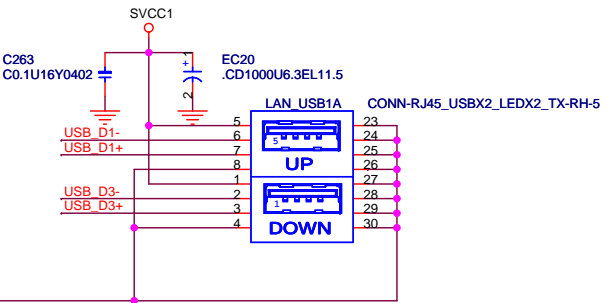 SVCC1
C263
C0.1U16Y0402
1
+
2
EC20
.CD1000U6.3EL11.5
LAN_USB1A
CONN-RJ45_USBX2_LEDX2_TX-RH-5
5
23
USB_D1-
6
24
USB_D1+
7
25
8
26
5
UP
1
27
USB_D3-
2
28
USB_D3+
3
29
4
30
1
DOWN